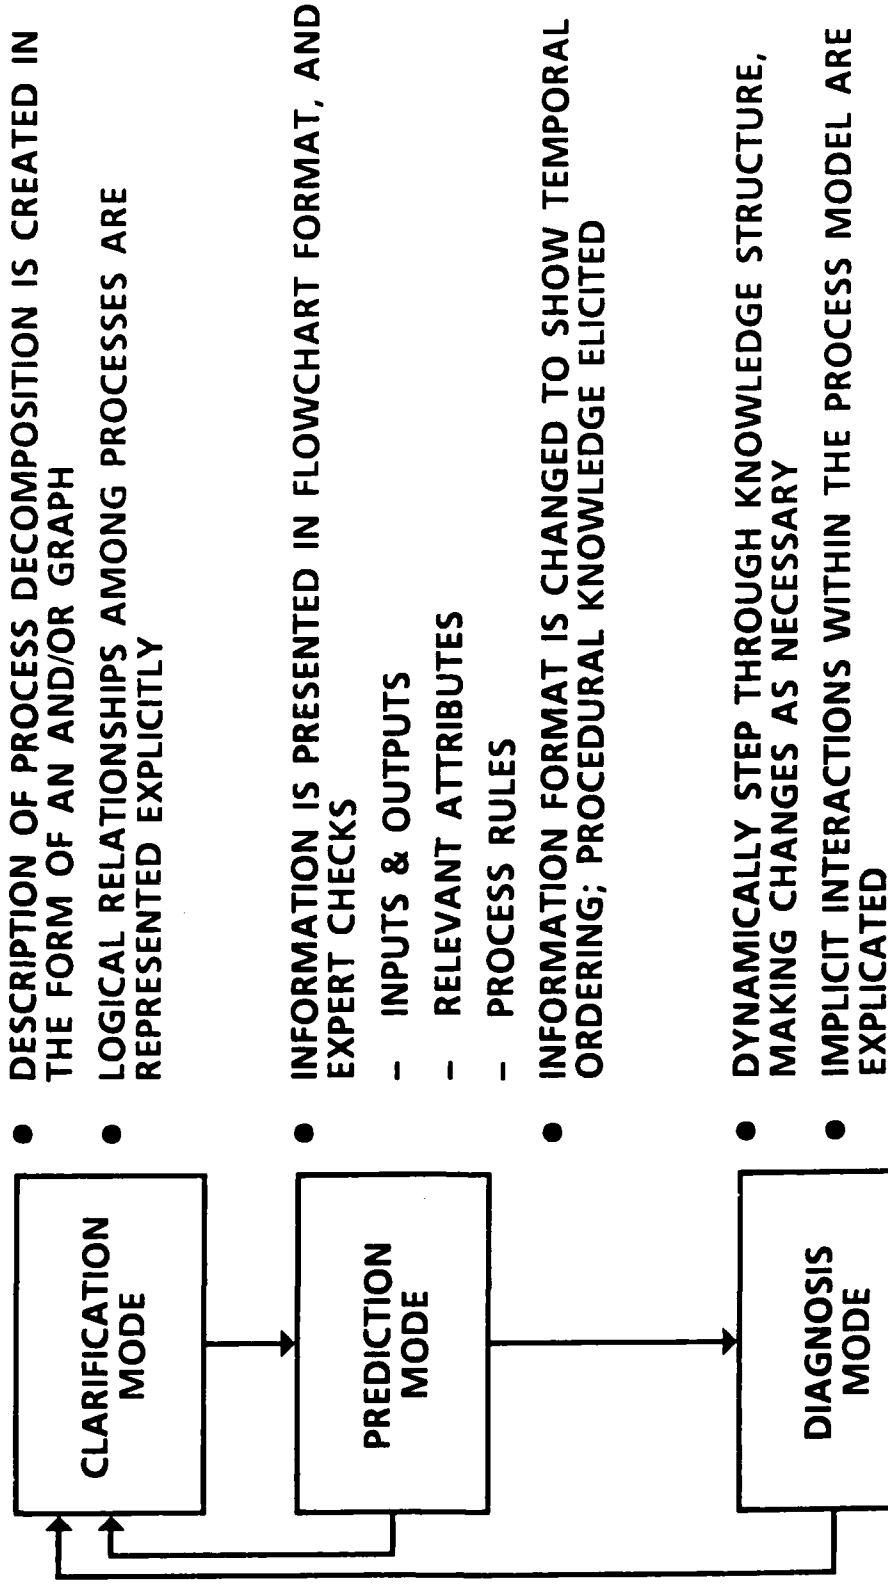 CLARIFICATION
MODE
● DESCRIPTION OF PROCESS DECOMPOSITION IS CREATED IN
THE FORM OF AN AND/OR GRAPH
● LOGICAL RELATIONSHIPS AMONG PROCESSES ARE
REPRESENTED EXPLICITLY
PREDICTION
MODE
● INFORMATION IS PRESENTED IN FLOWCHART FORMAT, AND
EXPERT CHECKS
– INPUTS & OUTPUTS
– RELEVANT ATTRIBUTES
– PROCESS RULES
● INFORMATION FORMAT IS CHANGED TO SHOW TEMPORAL
ORDERING; PROCEDURAL KNOWLEDGE ELICITED
DIAGNOSIS
MODE
● DYNAMICALLY STEP THROUGH KNOWLEDGE STRUCTURE,
MAKING CHANGES AS NECESSARY
● IMPLICIT INTERACTIONS WITHIN THE PROCESS MODEL ARE
EXPLICATED